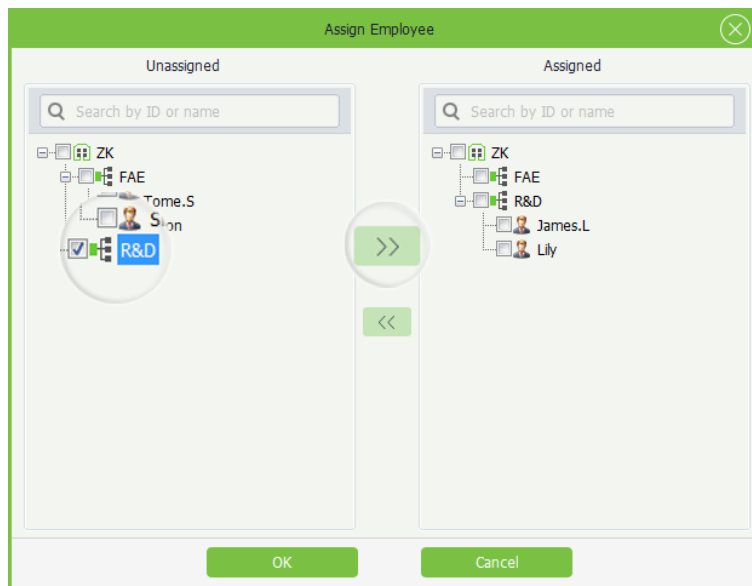 Assign Employee
Unassigned
Assigned
Search by ID or name
Search by ID or name
ZK
FAE
Tome.S
R&D
ZK
FAE
R&D
James.L
Lily
>>
<<
OK
Cancel